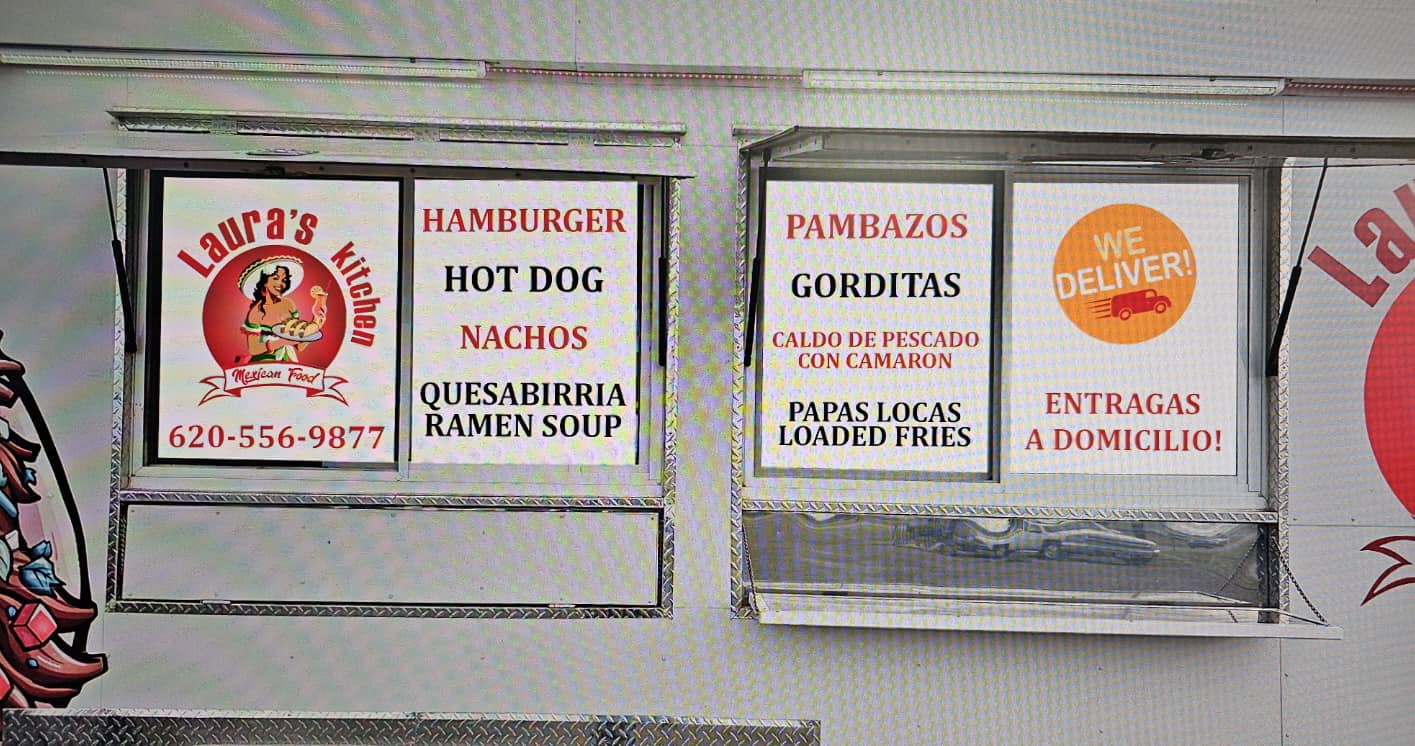 Laura's kitchen
Mexican Food
620-556-9877
HAMBURGER
HOT DOG
NACHOS
QUESABIRRIA
RAMEN SOUP
PAMBAZOS
GORDITAS
CALDO DE PESCADO
CON CAMARON
PAPAS LOCAS
LOADED FRIES
WE
DELIVER!
ENTRAGAS
A DOMICILIO!
La